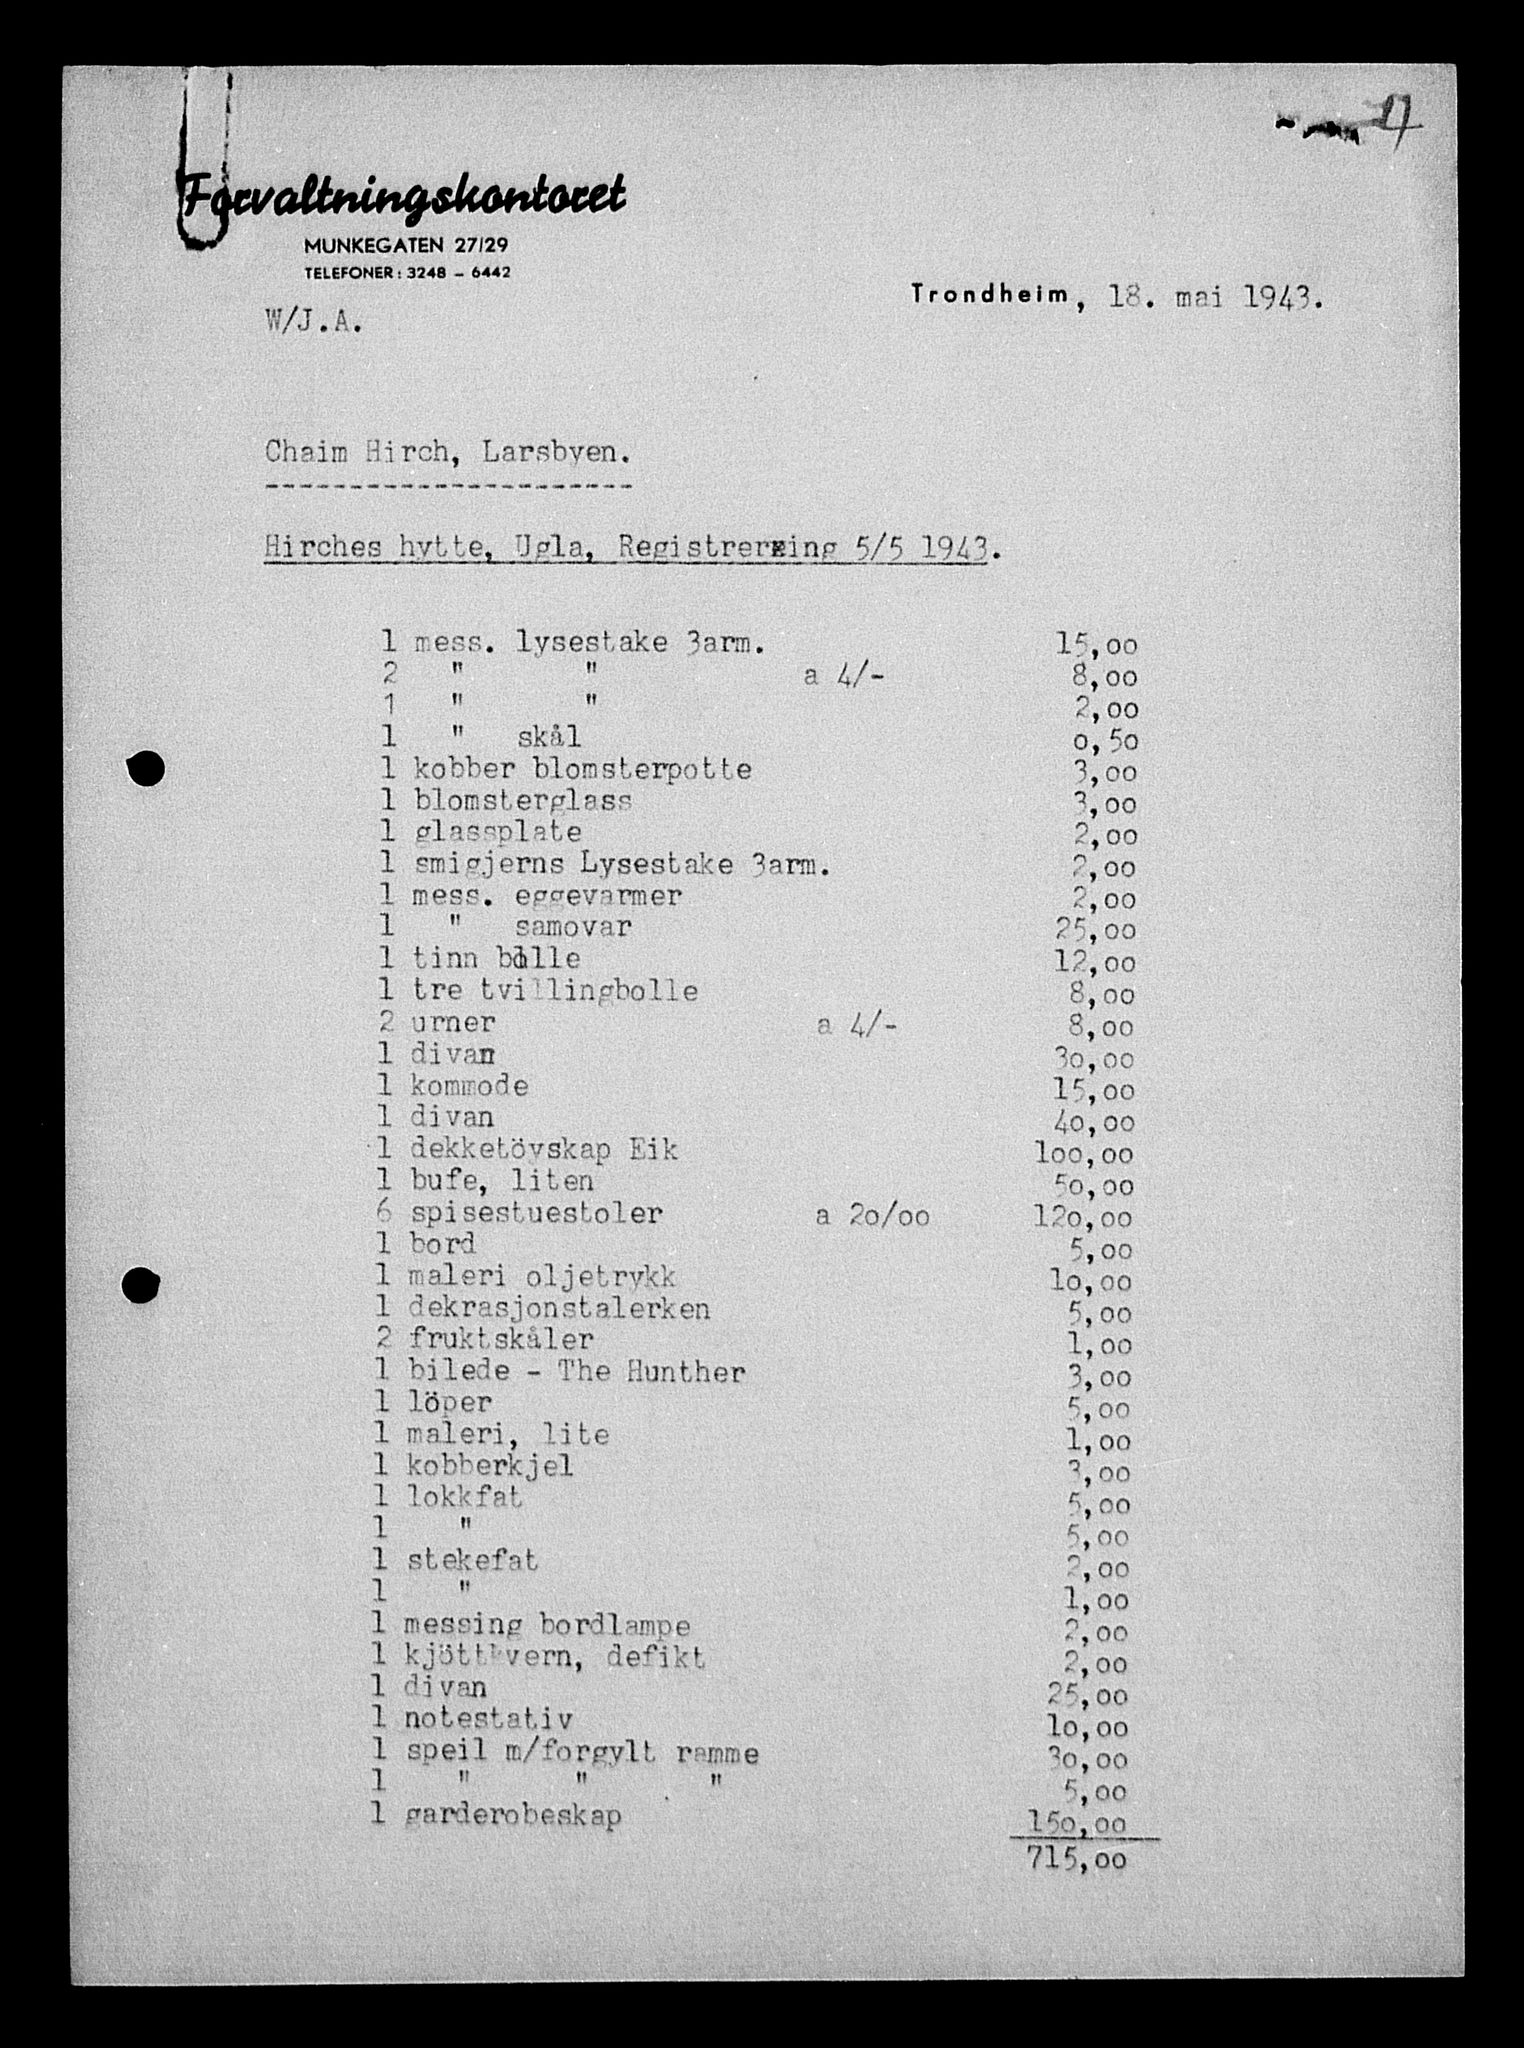 Forvaltningskontoret
MUNKEGATEN 27/29
TELEFONER: 3248 - 6442
Trondheim, 18. mai 1943.
W/J.A.
Chaim Hirch, Larsbyen.
----------------------
Hirches hytte, Ugla, Registrering 5/5 1943.
1 mess. lysestake 3arm. 15,00
2 " " a 4/- 8,00
1 " " 2,00
1 " skål 0,50
1 kobber blomsterpotte 3,00
1 blomsterglass 3,00
1 glassplate 2,00
1 smigjerns Lysestake 3arm. 2,00
1 mess. eggevarmer 2,00
1 " samovar 25,00
1 tinn bolle 12,00
1 tre tvillingbolle 8,00
2 urner a 4/- 8,00
1 divan 30,00
1 kommode 15,00
1 divan 40,00
1 dekketövskap Eik 100,00
1 bufe, liten 50,00
6 spisestuestoler a 20/00 120,00
1 bord 5,00
1 maleri oljetrykk 10,00
1 dekrasjonstalerken 5,00
2 fruktskåler 1,00
1 bilede - The Hunther 3,00
1 löper 5,00
1 maleri, lite 1,00
1 kobberkjel 3,00
1 lokkfat 5,00
1 " 5,00
1 stekefat 2,00
1 " 1,00
1 messing bordlampe 2,00
1 kjöttkvern, defikt 2,00
1 divan 25,00
1 notestativ 10,00
1 speil m/forgylt ramme 30,00
1 " " " 5,00
1 garderobeskap 150,00
715,00